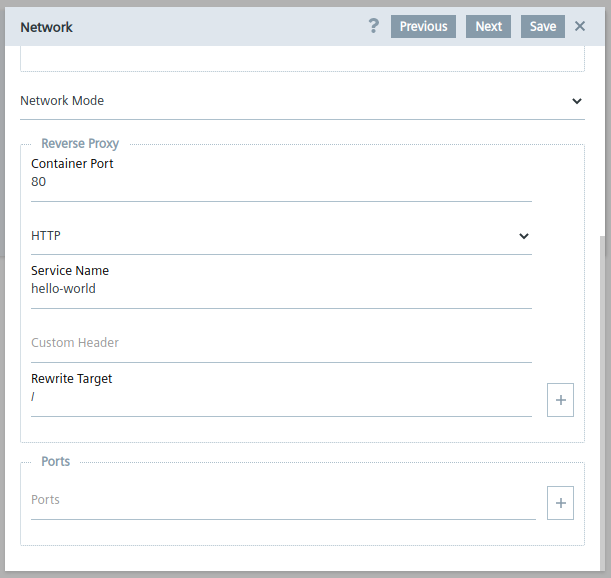 Network
? Previous Next Save ×
Network Mode
Reverse Proxy
Container Port
80
HTTP
Service Name
hello-world
Custom Header
Rewrite Target
/
+
Ports
Ports
+